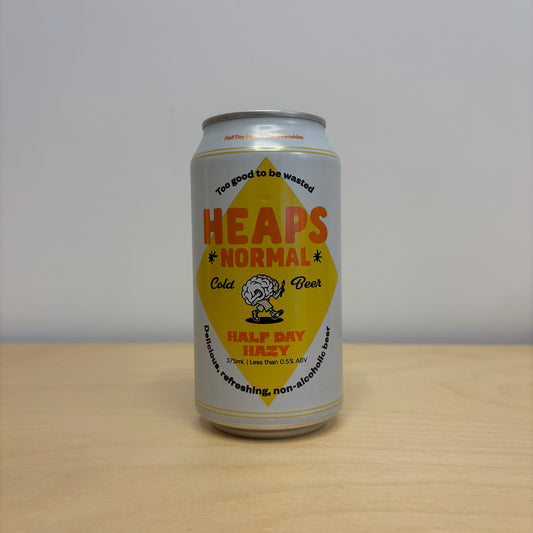 Too good to be wasted
HEAPS
NORMAL
Cold Beer
HALF DAY
HAZY
375mL | Less than 0.5% ABV
Delicious, refreshing, non-alcoholic beer